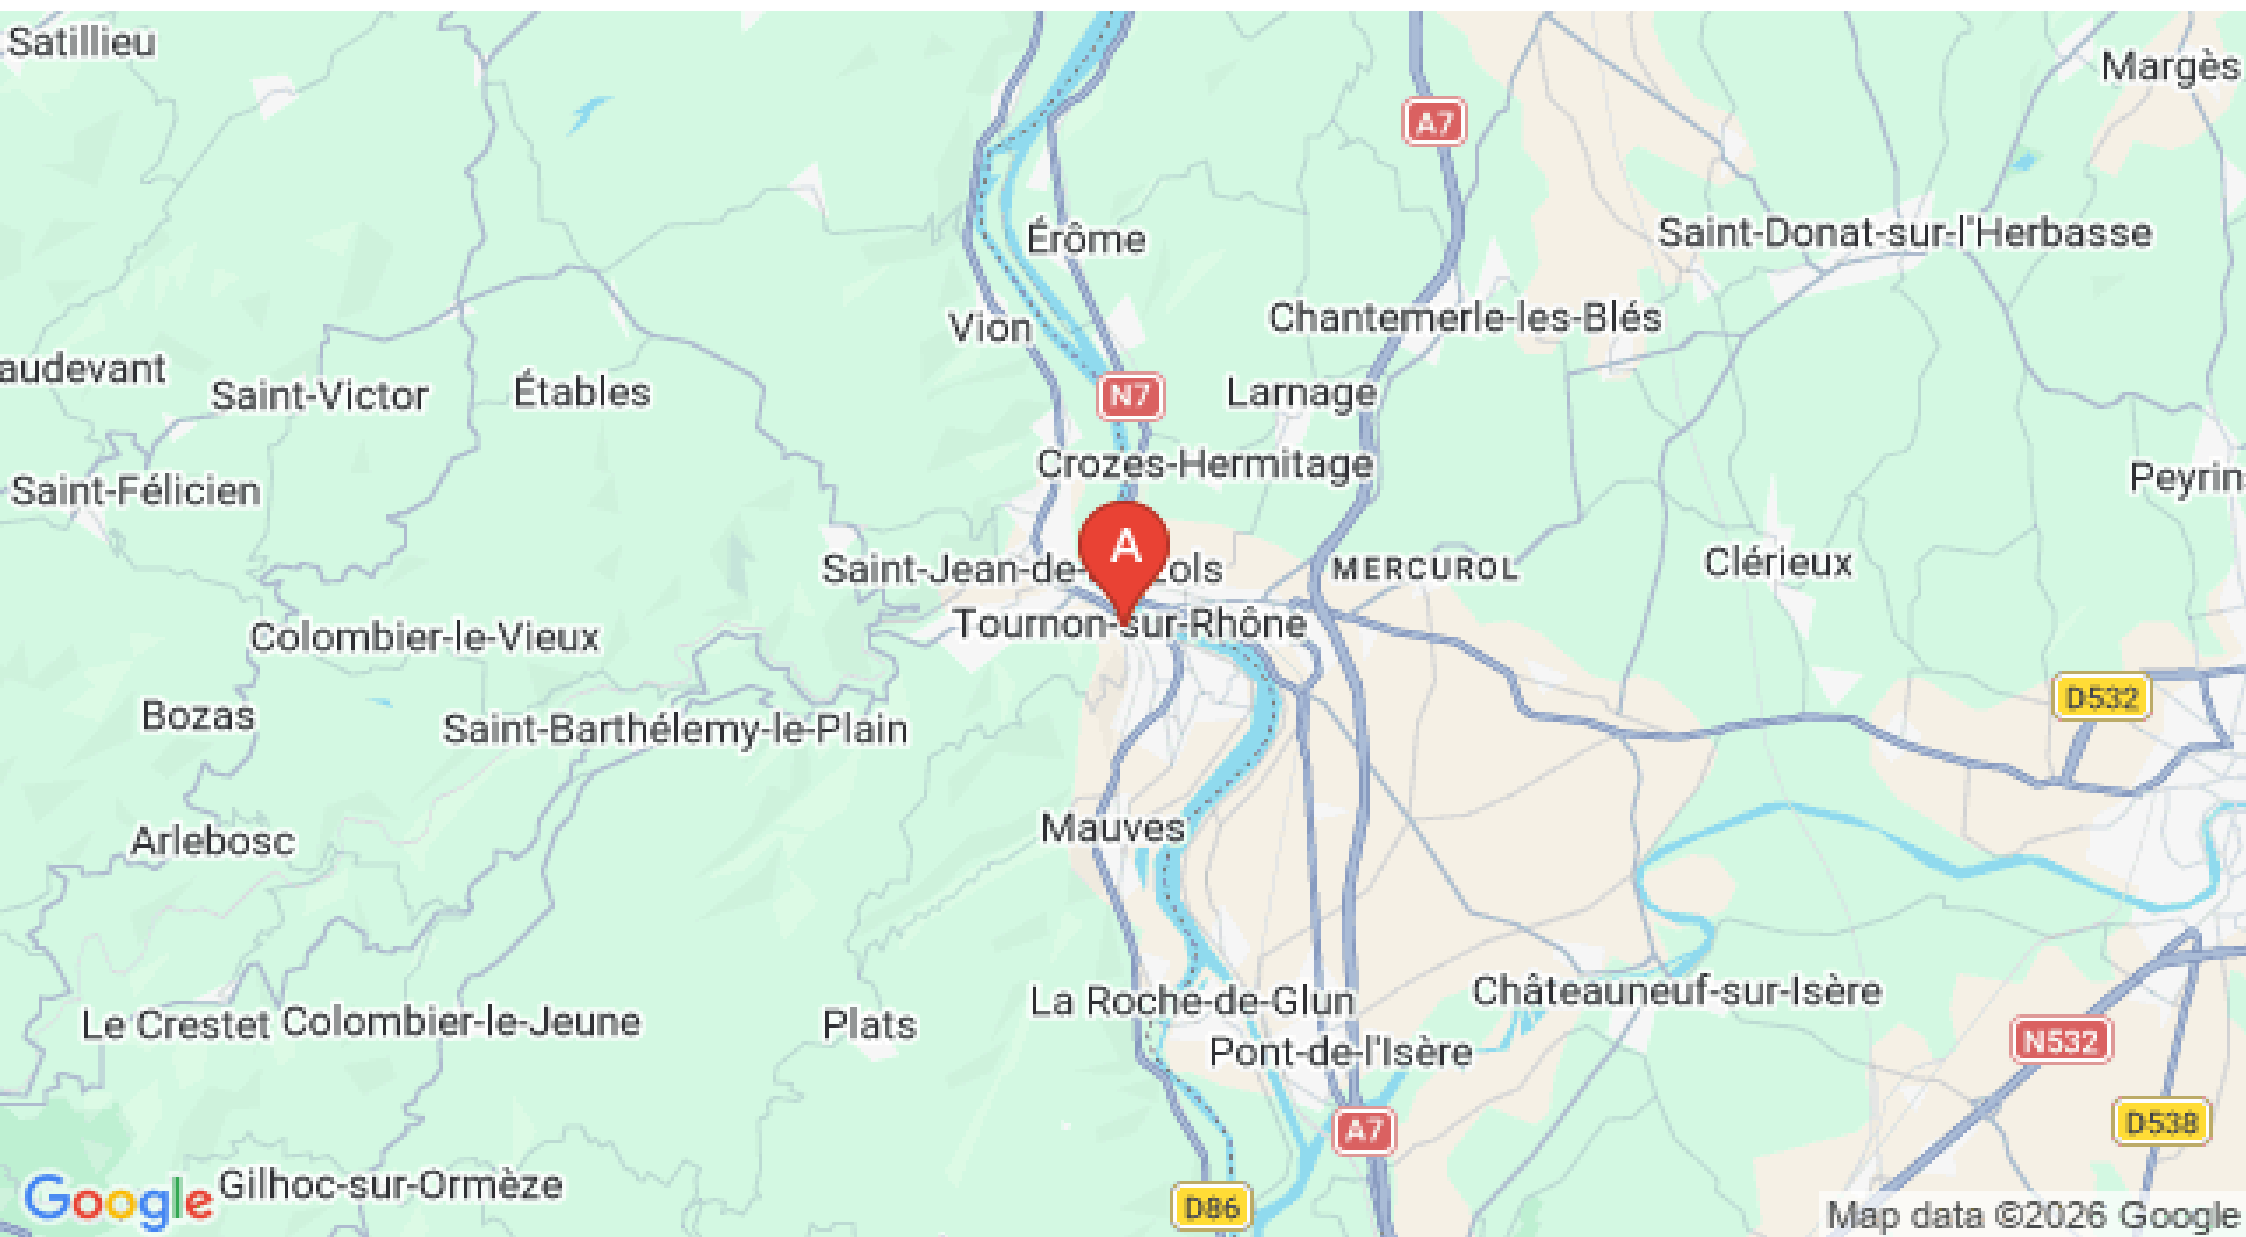 Satillieu
Margès
A7
Érôme
Saint-Donat-sur-l'Herbasse
Vion
Chantemerle-les-Blés
audevant
Saint-Victor
Étables
N7
Larnage
Saint-Félicien
Crozes-Hermitage
Peyrin
A
Saint-Jean-de-
zols
MERCUROL
Clérieux
Colombier-le-Vieux
Tournon-sur-Rhône
D532
Bozas
Saint-Barthélemy-le-Plain
Arlebosc
Mauves
La Roche-de-Glun
Châteauneuf-sur-Isère
Le Crestet
Colombier-le-Jeune
Plats
Pont-de-l'Isère
N532
A7
D538
Google
Gilhoc-sur-Ormèze
D86
Map data ©2026 Google